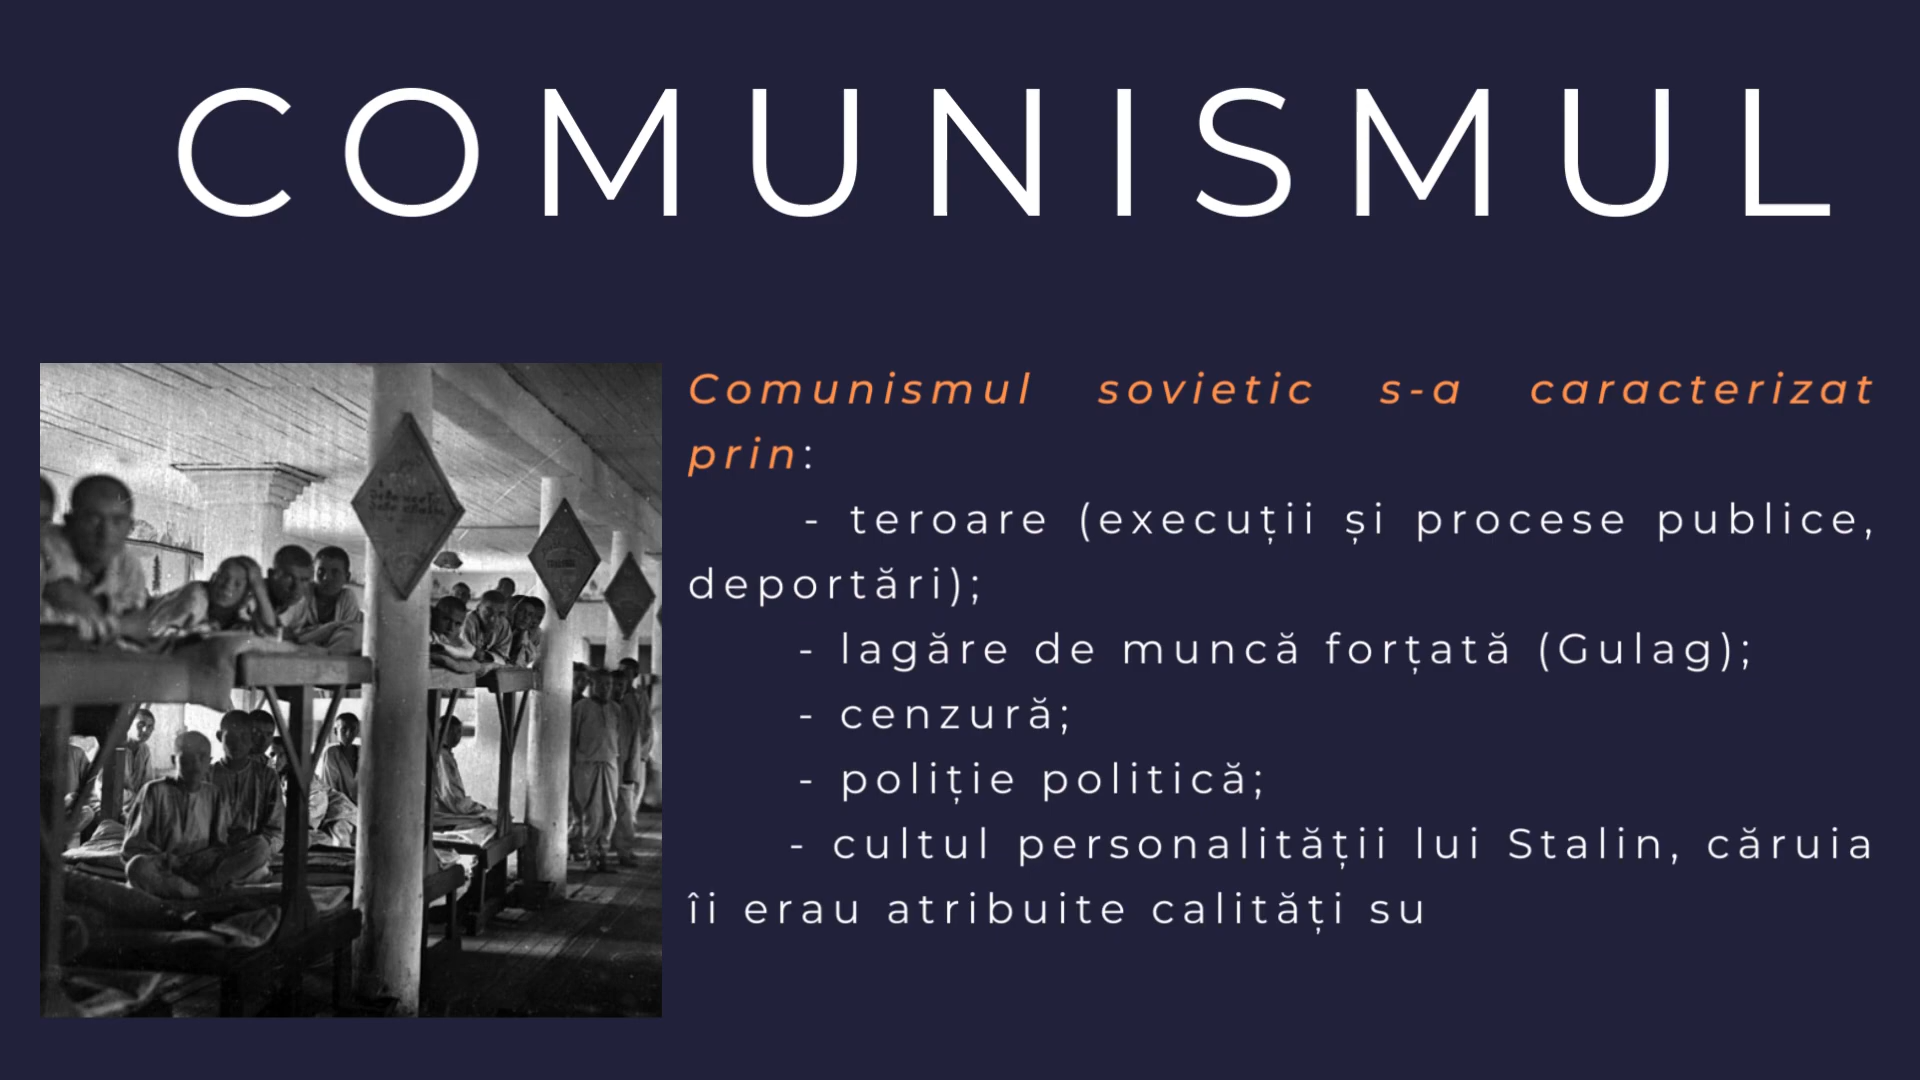 COMUNISMUL
Comunismul sovietic s-a caracterizat
prin:
- teroare (execuții și procese publice,
deportări);
- lagăre de muncă forțată (Gulag);
- cenzură;
- poliție politică;
- cultul personalității lui Stalin, căruia
îi erau atribuite calități su